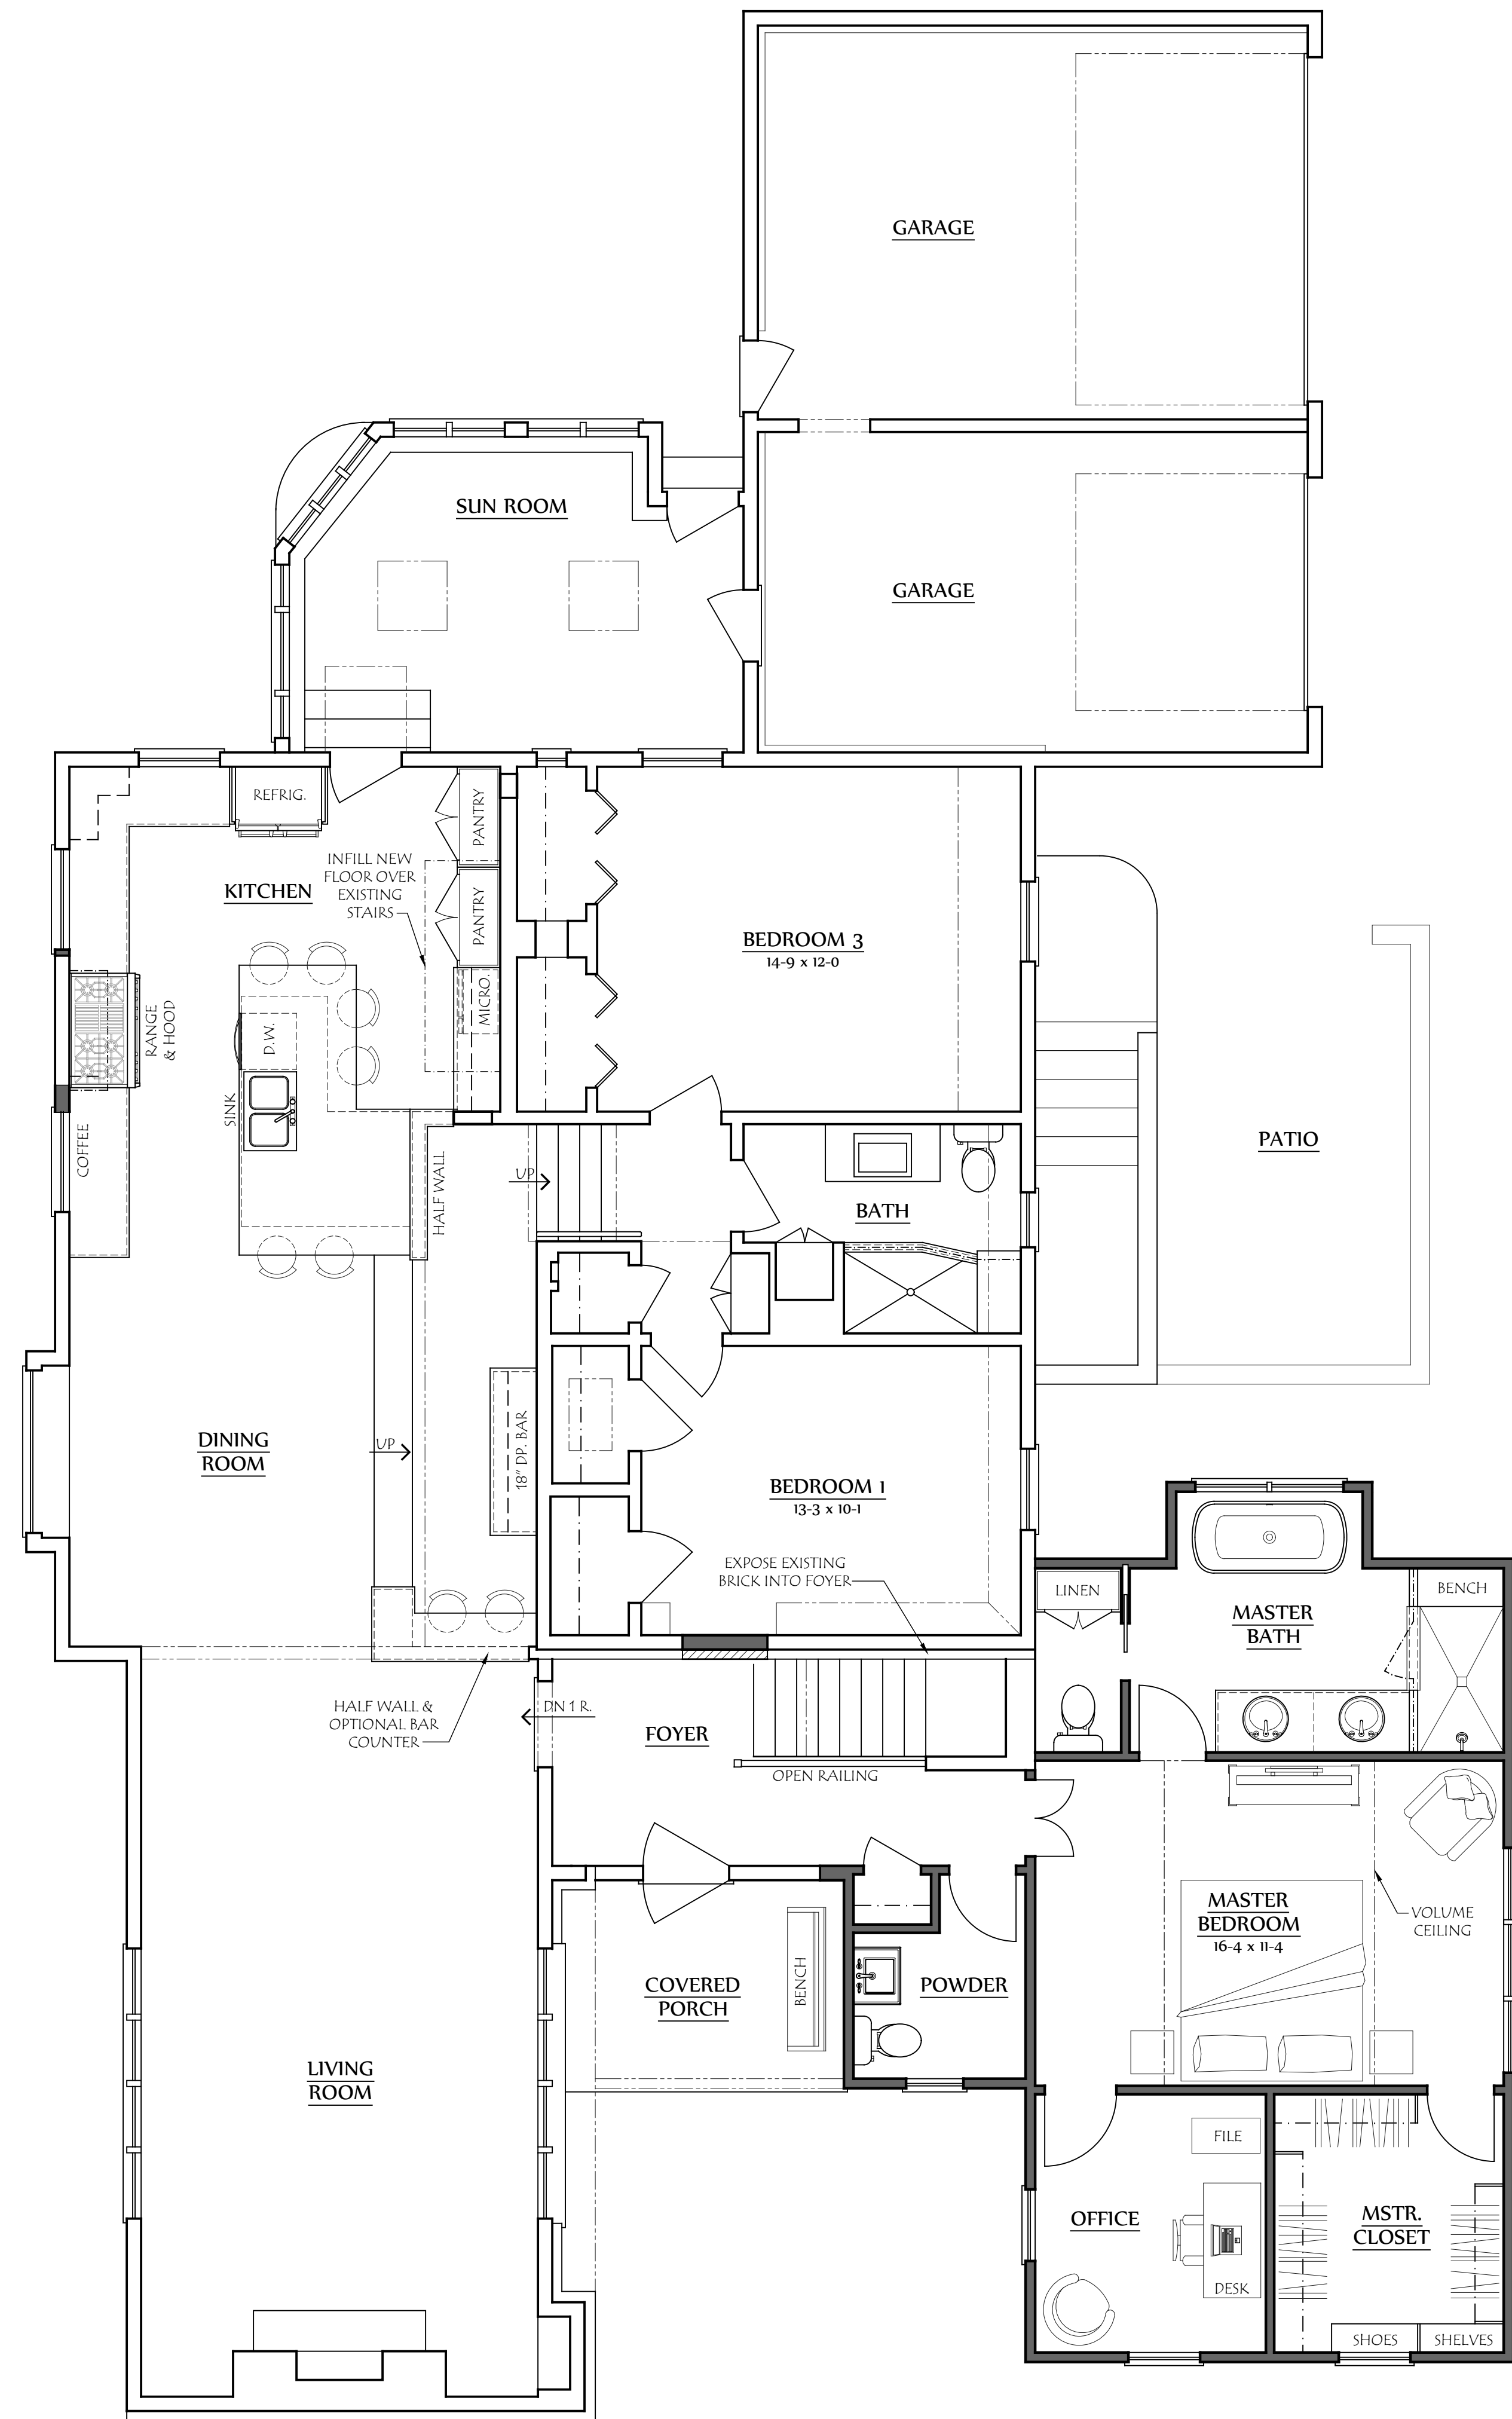 GARAGE
SUN ROOM
GARAGE
REFRIG.
PANTRY
INFILL NEW
FLOOR OVER
EXISTING
STAIRS
KITCHEN
PANTRY
BEDROOM 3
14-9 x 12-0
MICRO.
RANGE
& HOOD
D.W.
SINK
COFFEE
HALF WALL
UP
BATH
PATIO
DINING
ROOM
UP
18" DP. BAR
BEDROOM 1
13-3 x 10-1
EXPOSE EXISTING
BRICK INTO FOYER
LINEN
BENCH
MASTER
BATH
HALF WALL &
OPTIONAL BAR
COUNTER
DN 1 R.
FOYER
OPEN RAILING
MASTER
BEDROOM
16-4 x 11-4
VOLUME
CEILING
COVERED
PORCH
BENCH
POWDER
LIVING
ROOM
FILE
OFFICE
DESK
MSTR.
CLOSET
SHOES
SHELVES